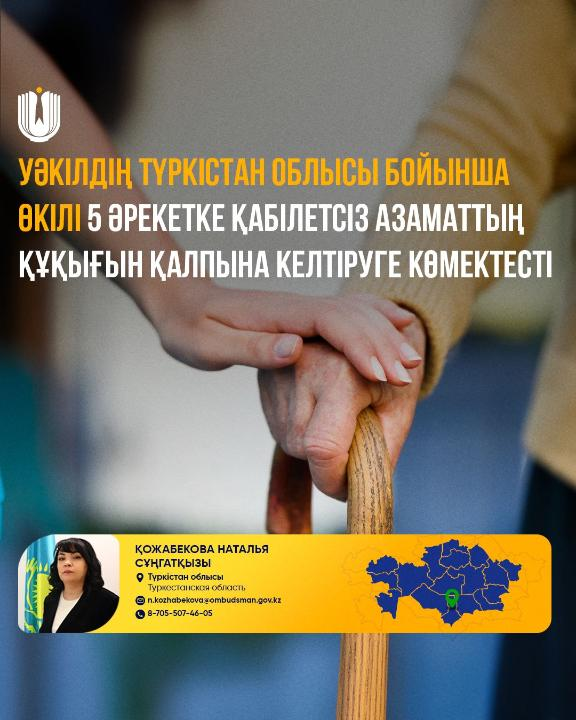 УӘКІЛДІҢ ТҮРКІСТАН ОБЛЫСЫ БОЙЫНША
ӨКІЛІ 5 ӘРЕКЕТКЕ ҚАБІЛЕТСІЗ АЗАМАТТЫҢ
ҚҰҚЫҒЫН ҚАЛПЫНА КЕЛТІРУГЕ КӨМЕКТЕСТІ
ҚОЖАБЕКОВА НАТАЛЬЯ
СҰҢҒАТҚЫЗЫ
Түркістан облысы
Туркестанская область
n.kozhabekova@ombudsman.gov.kz
8-705-507-46-05